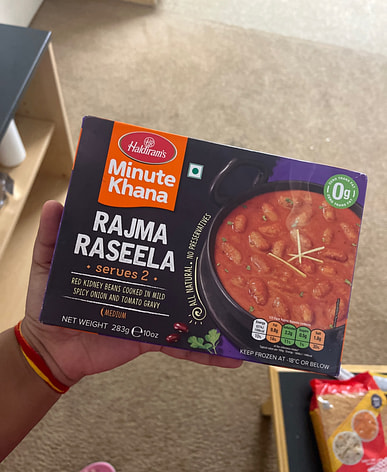 Haldiram's
Minute
Khana
RAJMA
RASEELA
serves 2
RED KIDNEY BEANS COOKED IN MILD
SPICY ONION AND TOMATO GRAVY
MEDIUM
NET WEIGHT 283g e 10oz
ALL NATURAL. NO PRESERVATIVES
0g
KEEP FROZEN AT -18°C OR BELOW